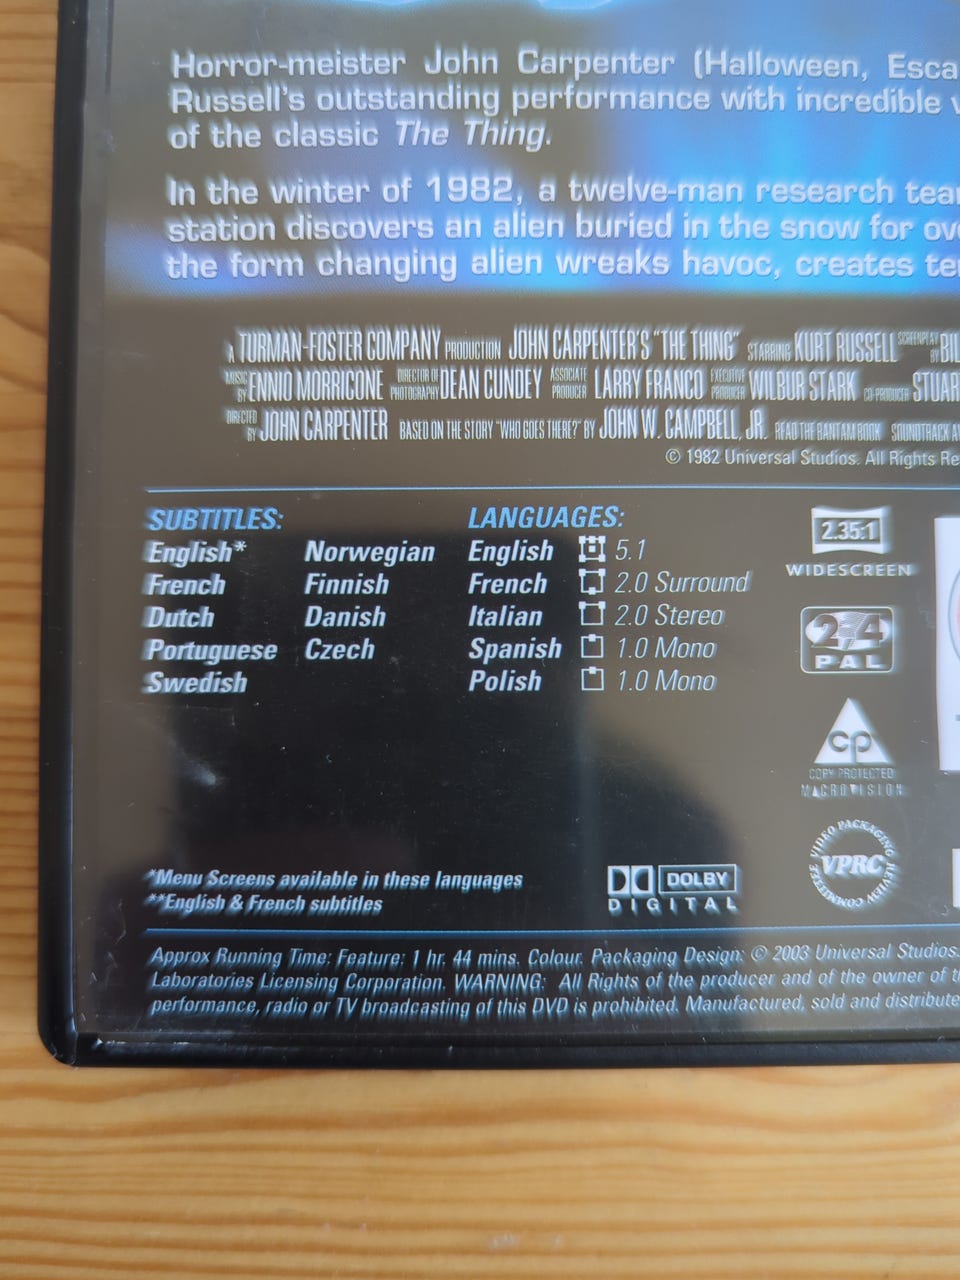 Horror-meister John Carpenter (Halloween, Esca
Russell's outstanding performance with incredible v
of the classic The Thing.
In the winter of 1982, a twelve-man research tea
station discovers an alien buried in the snow for ov
the form changing alien wreaks havoc, creates te
A TURMAN-FOSTER COMPANY PRODUCTION JOHN CARPENTER'S "THE THING" STARRING KURT RUSSELL SCREENPLAY BY BIL
MUSIC BY ENNIO MORRICONE DIRECTOR OF PHOTOGRAPHY DEAN CUNDEY ASSOCIATE PRODUCER LARRY FRANCO EXECUTIVE PRODUCER WILBUR STARK CO-PRODUCER STUAR
DIRECTED BY JOHN CARPENTER BASED ON THE STORY "WHO GOES THERE?" BY JOHN W. CAMPBELL, JR. READ THE BANTAM BOOK SOUNDTRACK AV
© 1982 Universal Studios. All Rights Re
SUBTITLES:
English* Norwegian
French Finnish
Dutch Danish
Portuguese Czech
Swedish
LANGUAGES:
English 5.1
French 2.0 Surround
Italian 2.0 Stereo
Spanish 1.0 Mono
Polish 1.0 Mono
2.35:1
WIDESCREEN
2 4
PAL
cp
COPY PROTECTED
MACROVISION
VIDEO PACKAGING REVIEW COMMITTEE
VPRC
*Menu Screens available in these languages
**English & French subtitles
DOLBY
DIGITAL
Approx Running Time: Feature: 1 hr. 44 mins. Colour. Packaging Design: © 2003 Universal Studios.
Laboratories Licensing Corporation. WARNING: All Rights of the producer and of the owner of t
performance, radio or TV broadcasting of this DVD is prohibited. Manufactured, sold and distribute